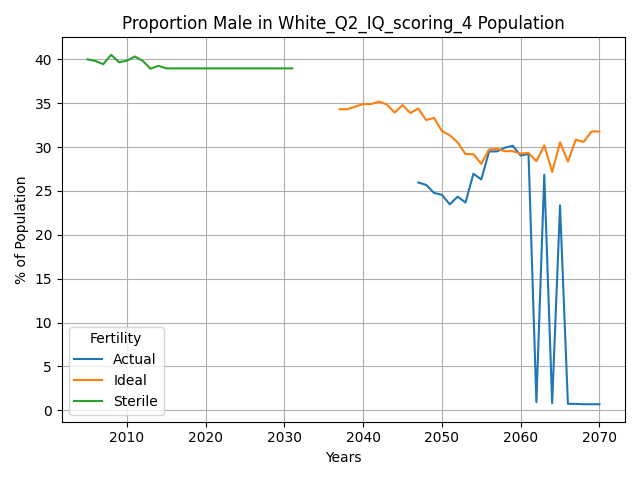 Proportion Male in White_Q2_IQ_scoring_4 Population
% of Population
40
35
30
25
20
15
10
5
0
Fertility
Actual
Ideal
Sterile
2010 2020 2030 2040 2050 2060 2070
Years